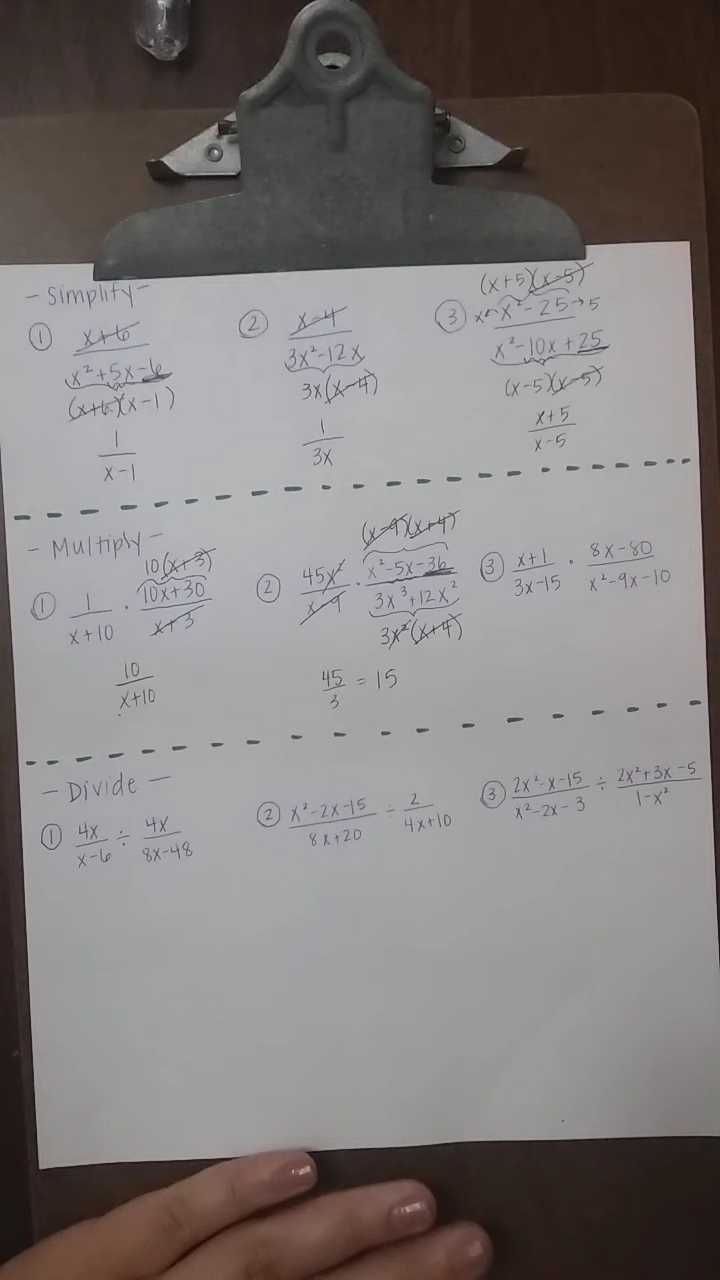 - Simplify -
① x+6 / x²+5x-6
(x+6)(x-1)
1 / x-1
② x-4 / 3x²-12x
3x(x-4)
1 / 3x
(x+5)(x-5)
③ x← x²-25 →5 / x²-10x+25
(x-5)(x-5)
x+5 / x-5
- Multiply -
10(x+3)
① 1 / x+10 · 10x+30 / x+3
10 / x+10
(x-9)(x+4)
② 45x² / x-9 · x²-5x-36 / 3x³+12x²
3x²(x+4)
45 / 3 = 15
③ x+1 / 3x-15 · 8x-80 / x²-9x-10
- Divide -
① 4x / x-6 ÷ 4x / 8x-48
② x²-2x-15 / 8x+20 ÷ 2 / 4x+10
③ 2x²-x-15 / x²-2x-3 ÷ 2x²+3x-5 / 1-x²